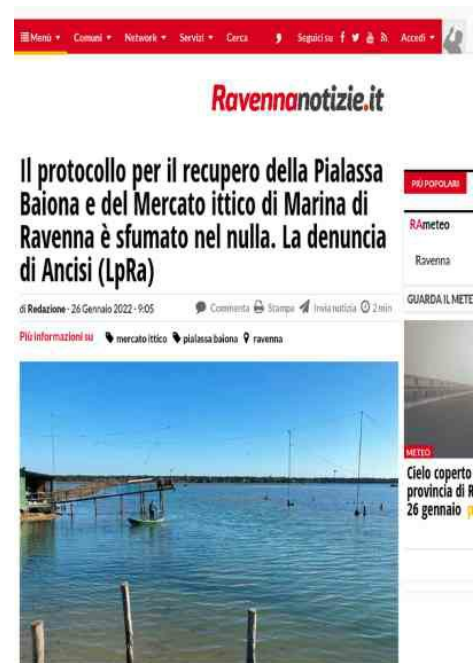 Menù Comuni Network Servizi Cerca Seguici su Accedi
Ravennanotizie.it
Il protocollo per il recupero della Pialassa
Baiona e del Mercato ittico di Marina di
Ravenna è sfumato nel nulla. La denuncia
di Ancisi (LpRa)
di Redazione - 26 Gennaio 2022 - 9:05 Commenta Stampa Invia notizia 2 min
Più informazioni su mercato ittico pialassa baiona ravenna
PIÙ POPOLARI
RAmeteo
Ravenna
GUARDA IL METE
METEO
Cielo coperto
provincia di R
26 gennaio